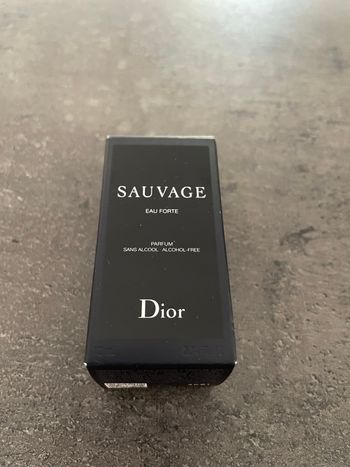 SAUVAGE
EAU FORTE
PARFUM*
SANS ALCOOL · ALCOHOL-FREE
Dior